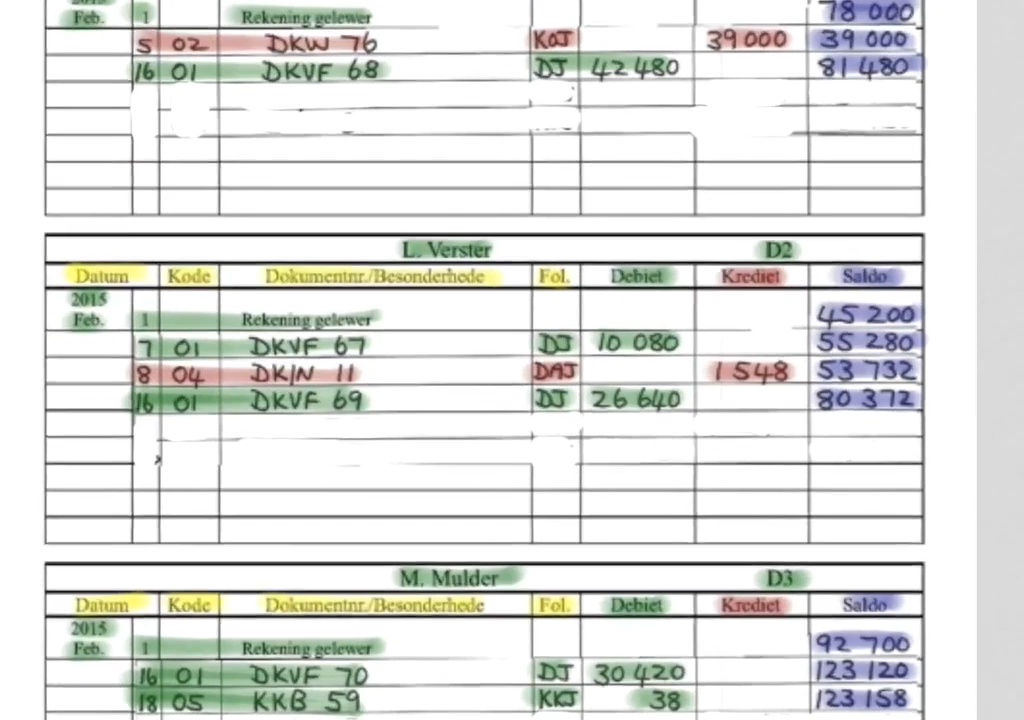 2015
Feb. 1 Rekening gelewer 78 000
5 02 DKW 76 KOJ 39 000 39 000
16 01 DKVF 68 DJ 42 480 81 480
L. Verster D2
Datum Kode Dokumentnr./Besonderhede Fol. Debiet Krediet Saldo
2015
Feb. 1 Rekening gelewer 45 200
7 01 DKVF 67 DJ 10 080 55 280
8 04 DK/N 11 DAJ 1 548 53 732
16 01 DKVF 69 DJ 26 640 80 372
M. Mulder D3
Datum Kode Dokumentnr./Besonderhede Fol. Debiet Krediet Saldo
2015
Feb. 1 Rekening gelewer 92 700
16 01 DKVF 70 DJ 30 420 123 120
18 05 KKB 59 KKJ 38 123 158